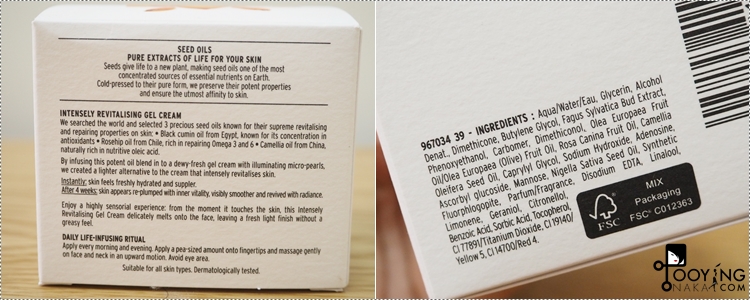 SEED OILS
PURE EXTRACTS OF LIFE FOR YOUR SKIN
Seeds give life to a new plant, making seed oils one of the most
concentrated sources of essential nutrients on Earth.
Cold-pressed to their pure form, we preserve their potent properties
and ensure the utmost affinity to skin.
INTENSELY REVITALISING GEL CREAM
We searched the world and selected 3 precious seed oils known for their supreme revitalising
and repairing properties on skin: • Black cumin oil from Egypt, known for its concentration in
antioxidants • Rosehip oil from Chile, rich in repairing Omega 3 and 6 • Camellia oil from China,
naturally rich in nutritive oleic acid.
By infusing this potent oil blend in to a dewy-fresh gel cream with illuminating micro-pearls,
we created a lighter alternative to the cream that intensely revitalises skin.
Instantly: skin feels freshly hydrated and suppler.
After 4 weeks: skin appears re-plumped with inner vitality, visibly smoother and revived with radiance.
Enjoy a highly sensorial experience: from the moment it touches the skin, this Intensely
Revitalising Gel Cream delicately melts onto the face, leaving a fresh light finish without a
greasy feel.
DAILY LIFE-INFUSING RITUAL
Apply every morning and evening. Apply a pea-sized amount onto fingertips and massage gently
on face and neck in an upward motion. Avoid eye area.
Suitable for all skin types. Dermatologically tested.
967034 39 - INGREDIENTS : Aqua/Water/Eau, Glycerin, Alcohol
Denat., Dimethicone, Butylene Glycol, Fagus Sylvatica Bud Extract,
Phenoxyethanol, Carbomer, Dimethiconol, Olea Europaea Fruit
Oil/Olea Europaea (Olive) Fruit Oil, Rosa Canina Fruit Oil, Camellia
Oleifera Seed Oil, Caprylyl Glycol, Sodium Hydroxide, Adenosine,
Ascorbyl glucoside, Mannose, Nigella Sativa Seed Oil, Synthetic
Fluorphlogopite, Parfum/Fragrance, Disodium EDTA, Linalool,
Limonene, Geraniol, Citronellol,
Benzoic Acid, Sorbic Acid, Tocopherol,
CI 77891/Titanium Dioxide, CI 19140/
Yellow 5, CI 14700/Red 4.
FSC
MIX
Packaging
FSC® C012363
JOOYING
NAKA.COM